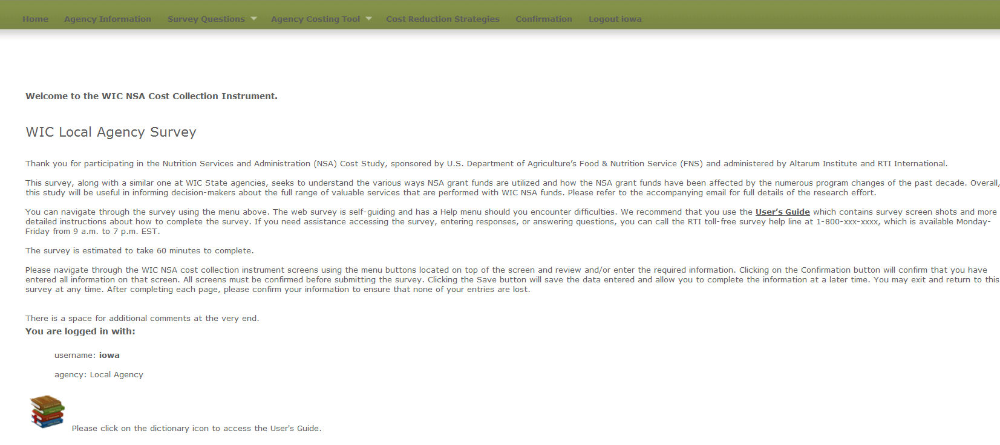 Home Agency Information Survey Questions Agency Costing Tool Cost Reduction Strategies Confirmation Logout iowa
Welcome to the WIC NSA Cost Collection Instrument.
WIC Local Agency Survey
Thank you for participating in the Nutrition Services and Administration (NSA) Cost Study, sponsored by U.S. Department of Agriculture’s Food & Nutrition Service (FNS) and administered by Altarum Institute and RTI International.
This survey, along with a similar one at WIC State agencies, seeks to understand the various ways NSA grant funds are utilized and how the NSA grant funds have been affected by the numerous program changes of the past decade. Overall,
this study will be useful in informing decision-makers about the full range of valuable services that are performed with WIC NSA funds. Please refer to the accompanying email for full details of the research effort.
You can navigate through the survey using the menu above. The web survey is self-guiding and has a Help menu should you encounter difficulties. We recommend that you use the User’s Guide which contains survey screen shots and more
detailed instructions about how to complete the survey. If you need assistance accessing the survey, entering responses, or answering questions, you can call the RTI toll-free survey help line at 1-800-xxx-xxxx, which is available Monday-
Friday from 9 a.m. to 7 p.m. EST.
The survey is estimated to take 60 minutes to complete.
Please navigate through the WIC NSA cost collection instrument screens using the menu buttons located on top of the screen and review and/or enter the required information. Clicking on the Confirmation button will confirm that you have
entered all information on that screen. All screens must be confirmed before submitting the survey. Clicking the Save button will save the data entered and allow you to complete the information at a later time. You may exit and return to this
survey at any time. After completing each page, please confirm your information to ensure that none of your entries are lost.
There is a space for additional comments at the very end.
You are logged in with:
username: iowa
agency: Local Agency
Please click on the dictionary icon to access the User's Guide.